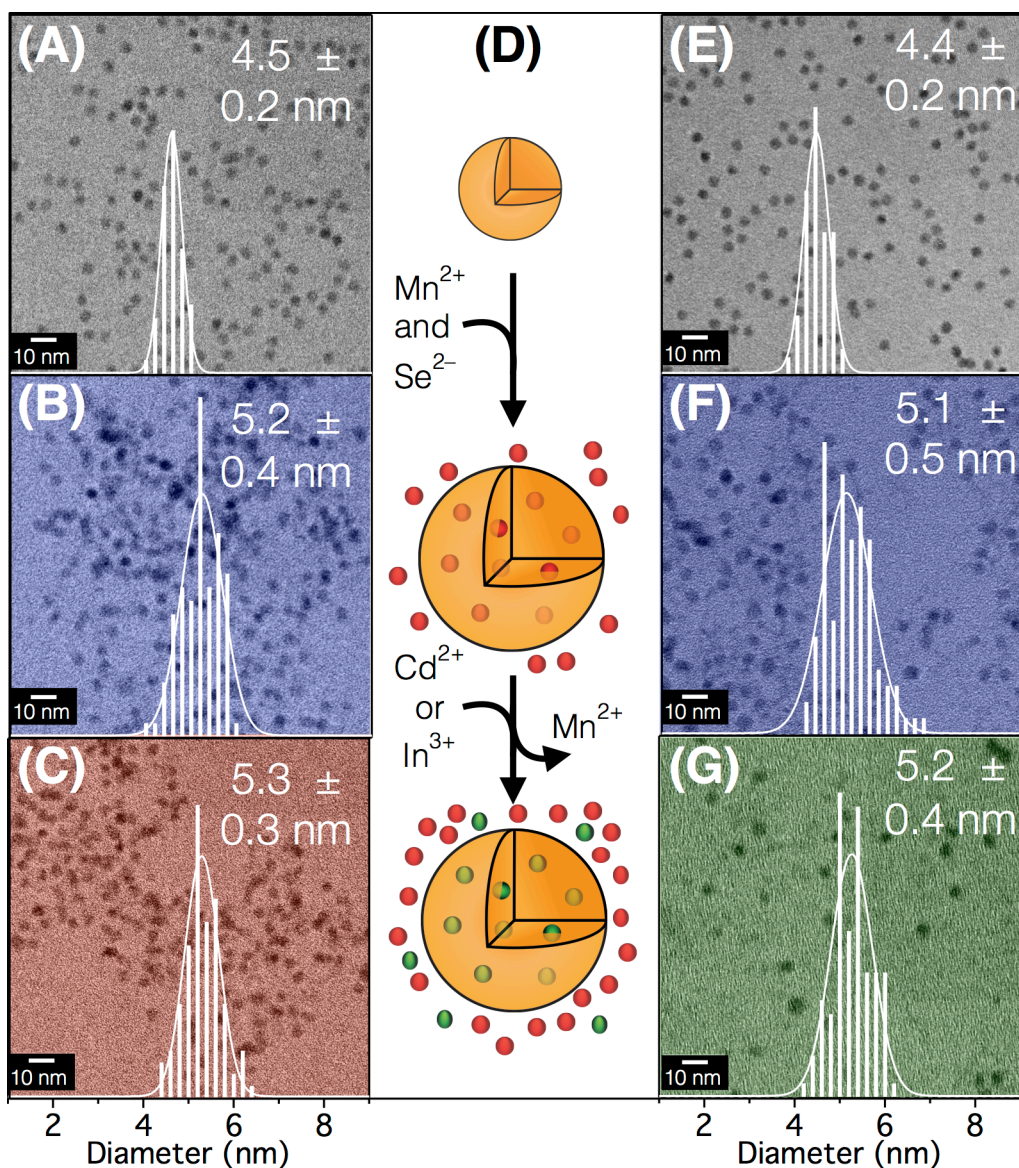 (A)
4.5 ±
0.2 nm
10 nm
(B)
5.2 ±
0.4 nm
10 nm
(C)
5.3 ±
0.3 nm
10 nm
2 4 6 8
Diameter (nm)
(D)
Mn²⁺
and
Se²⁻
Cd²⁺
or
In³⁺
Mn²⁺
(E)
4.4 ±
0.2 nm
10 nm
(F)
5.1 ±
0.5 nm
10 nm
(G)
5.2 ±
0.4 nm
10 nm
2 4 6 8
Diameter (nm)